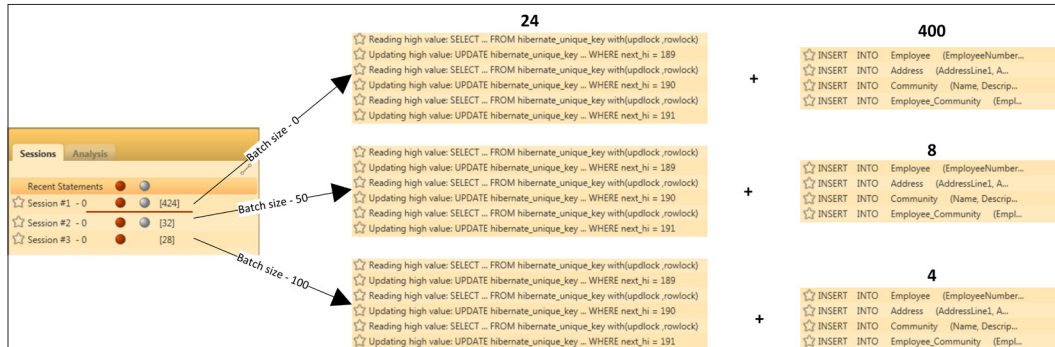 24
Reading high value: SELECT ... FROM hibernate_unique_key with(updlock ,rowlock)
Updating high value: UPDATE hibernate_unique_key ... WHERE next_hi = 189
Reading high value: SELECT ... FROM hibernate_unique_key with(updlock ,rowlock)
Updating high value: UPDATE hibernate_unique_key ... WHERE next_hi = 190
Reading high value: SELECT ... FROM hibernate_unique_key with(updlock ,rowlock)
Updating high value: UPDATE hibernate_unique_key ... WHERE next_hi = 191
+
400
INSERT INTO Employee (EmployeeNumber...
INSERT INTO Address (AddressLine1, A...
INSERT INTO Community (Name, Descrip...
INSERT INTO Employee_Community (Empl...
Sessions Analysis
Recent Statements
Session #1 - 0 [424]
Session #2 - 0 [32]
Session #3 - 0 [28]
Batch size - 0
Batch size - 50
Batch size - 100
Reading high value: SELECT ... FROM hibernate_unique_key with(updlock ,rowlock)
Updating high value: UPDATE hibernate_unique_key ... WHERE next_hi = 189
Reading high value: SELECT ... FROM hibernate_unique_key with(updlock ,rowlock)
Updating high value: UPDATE hibernate_unique_key ... WHERE next_hi = 190
Reading high value: SELECT ... FROM hibernate_unique_key with(updlock ,rowlock)
Updating high value: UPDATE hibernate_unique_key ... WHERE next_hi = 191
+
8
INSERT INTO Employee (EmployeeNumber...
INSERT INTO Address (AddressLine1, A...
INSERT INTO Community (Name, Descrip...
INSERT INTO Employee_Community (Empl...
Reading high value: SELECT ... FROM hibernate_unique_key with(updlock ,rowlock)
Updating high value: UPDATE hibernate_unique_key ... WHERE next_hi = 189
Reading high value: SELECT ... FROM hibernate_unique_key with(updlock ,rowlock)
Updating high value: UPDATE hibernate_unique_key ... WHERE next_hi = 190
Reading high value: SELECT ... FROM hibernate_unique_key with(updlock ,rowlock)
Updating high value: UPDATE hibernate_unique_key ... WHERE next_hi = 191
+
4
INSERT INTO Employee (EmployeeNumber...
INSERT INTO Address (AddressLine1, A...
INSERT INTO Community (Name, Descrip...
INSERT INTO Employee_Community (Empl...